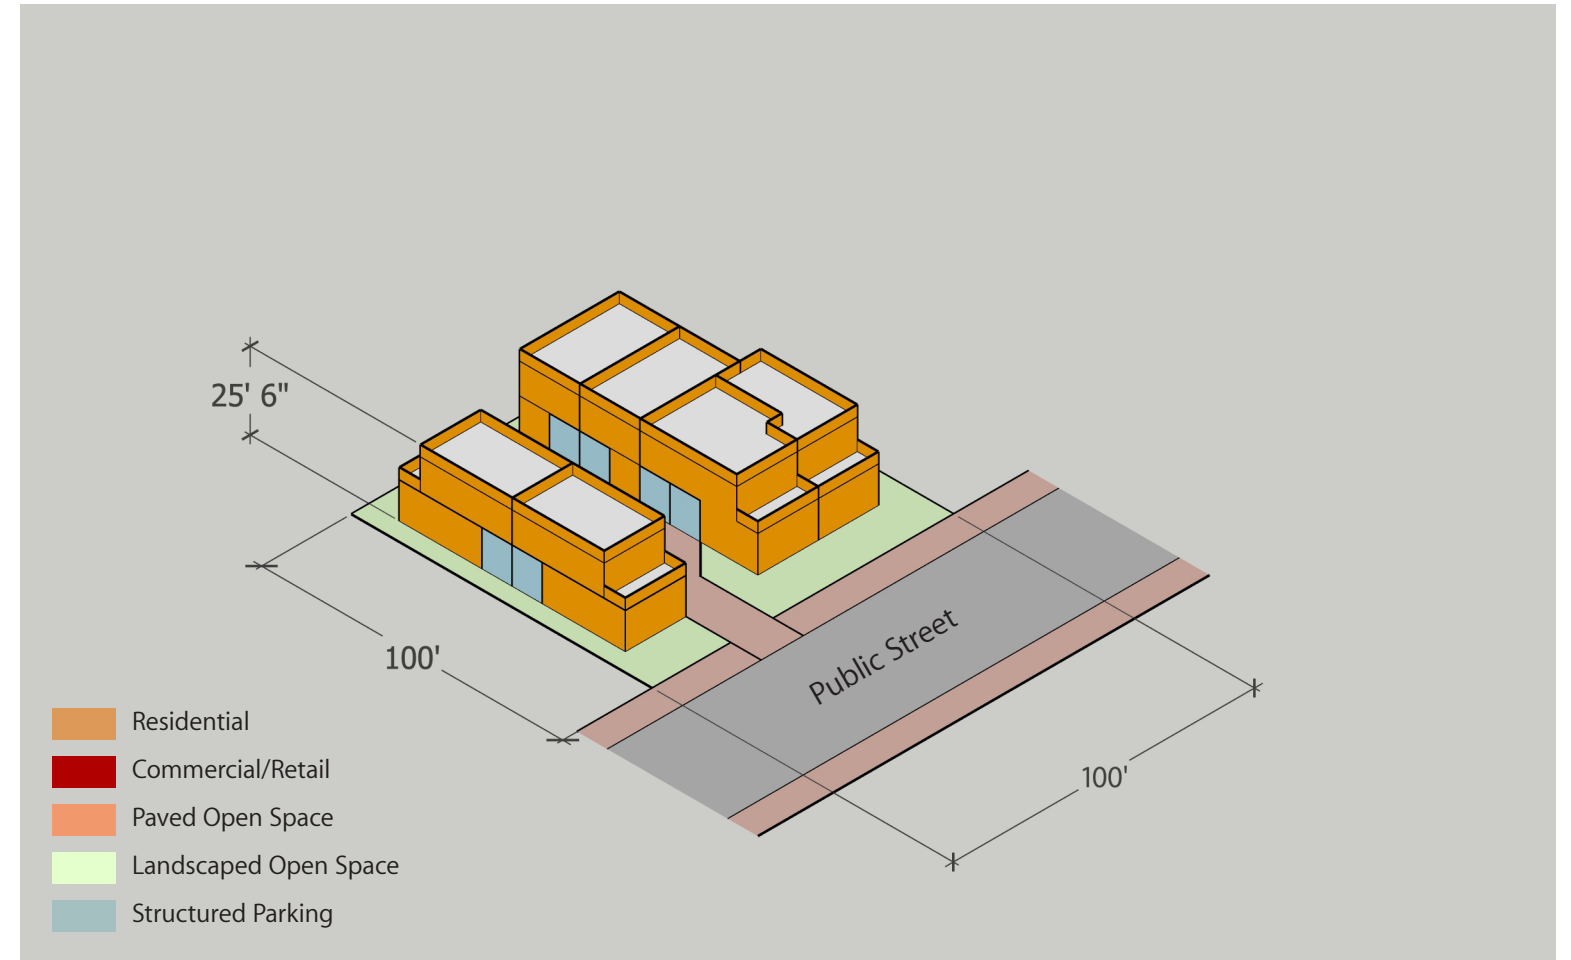 25' 6"
100'
Public Street
100'
Residential
Commercial/Retail
Paved Open Space
Landscaped Open Space
Structured Parking